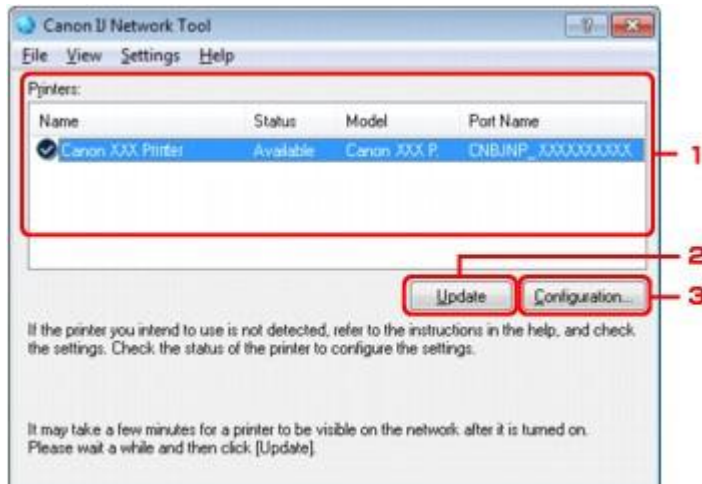 Canon IJ Network Tool
File View Settings Help
Printers:
Name Status Model Port Name
Canon XXX Printer Available Canon XXX P. CNBJNP_XXXXXXXXXX
1
2
Update Configuration... 3
If the printer you intend to use is not detected, refer to the instructions in the help, and check
the settings. Check the status of the printer to configure the settings.
It may take a few minutes for a printer to be visible on the network after it is turned on.
Please wait a while and then click [Update].